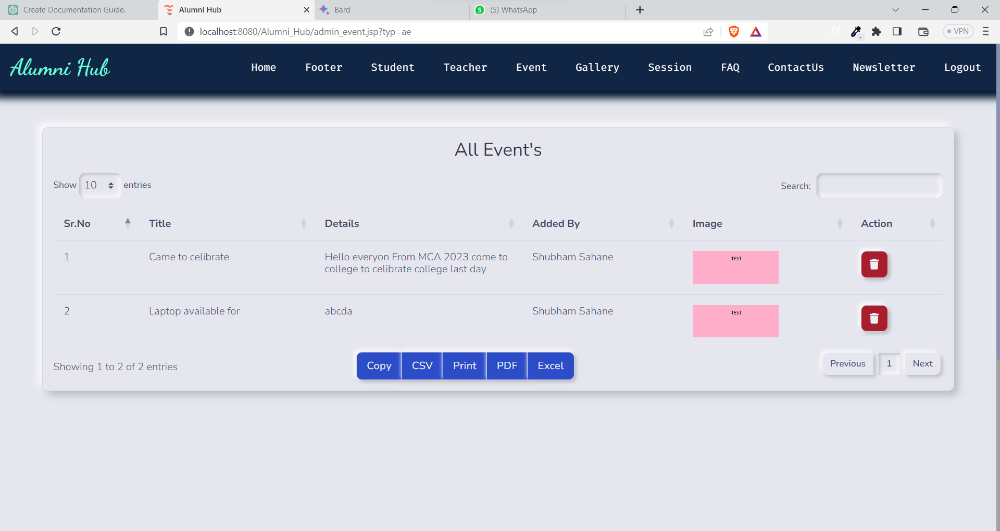 Create Documentation Guide.
Alumni Hub
Bard
5 (5) WhatsApp
localhost:8080/Alumni_Hub/admin_event.jsp?typ=ae
VPN
Alumni Hub
Home Footer Student Teacher Event Gallery Session FAQ ContactUs Newsletter Logout
All Event's
Show 10 entries
Search:
Sr.No Title Details Added By Image Action
1 Came to celibrate Hello everyon From MCA 2023 come to Shubham Sahane TEST
college to celibrate college last day
2 Laptop available for abcda Shubham Sahane TEST
Showing 1 to 2 of 2 entries
Copy CSV Print PDF Excel
Previous 1 Next